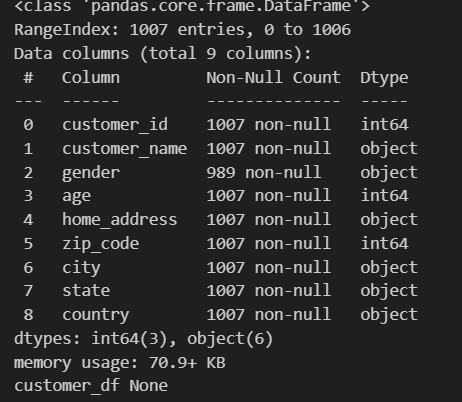 <class 'pandas.core.frame.DataFrame'>
RangeIndex: 1007 entries, 0 to 1006
Data columns (total 9 columns):
 #   Column         Non-Null Count  Dtype
---  ------         --------------  -----
 0   customer_id    1007 non-null   int64
 1   customer_name  1007 non-null   object
 2   gender         989 non-null    object
 3   age            1007 non-null   int64
 4   home_address   1007 non-null   object
 5   zip_code       1007 non-null   int64
 6   city           1007 non-null   object
 7   state          1007 non-null   object
 8   country        1007 non-null   object
dtypes: int64(3), object(6)
memory usage: 70.9+ KB
customer_df None